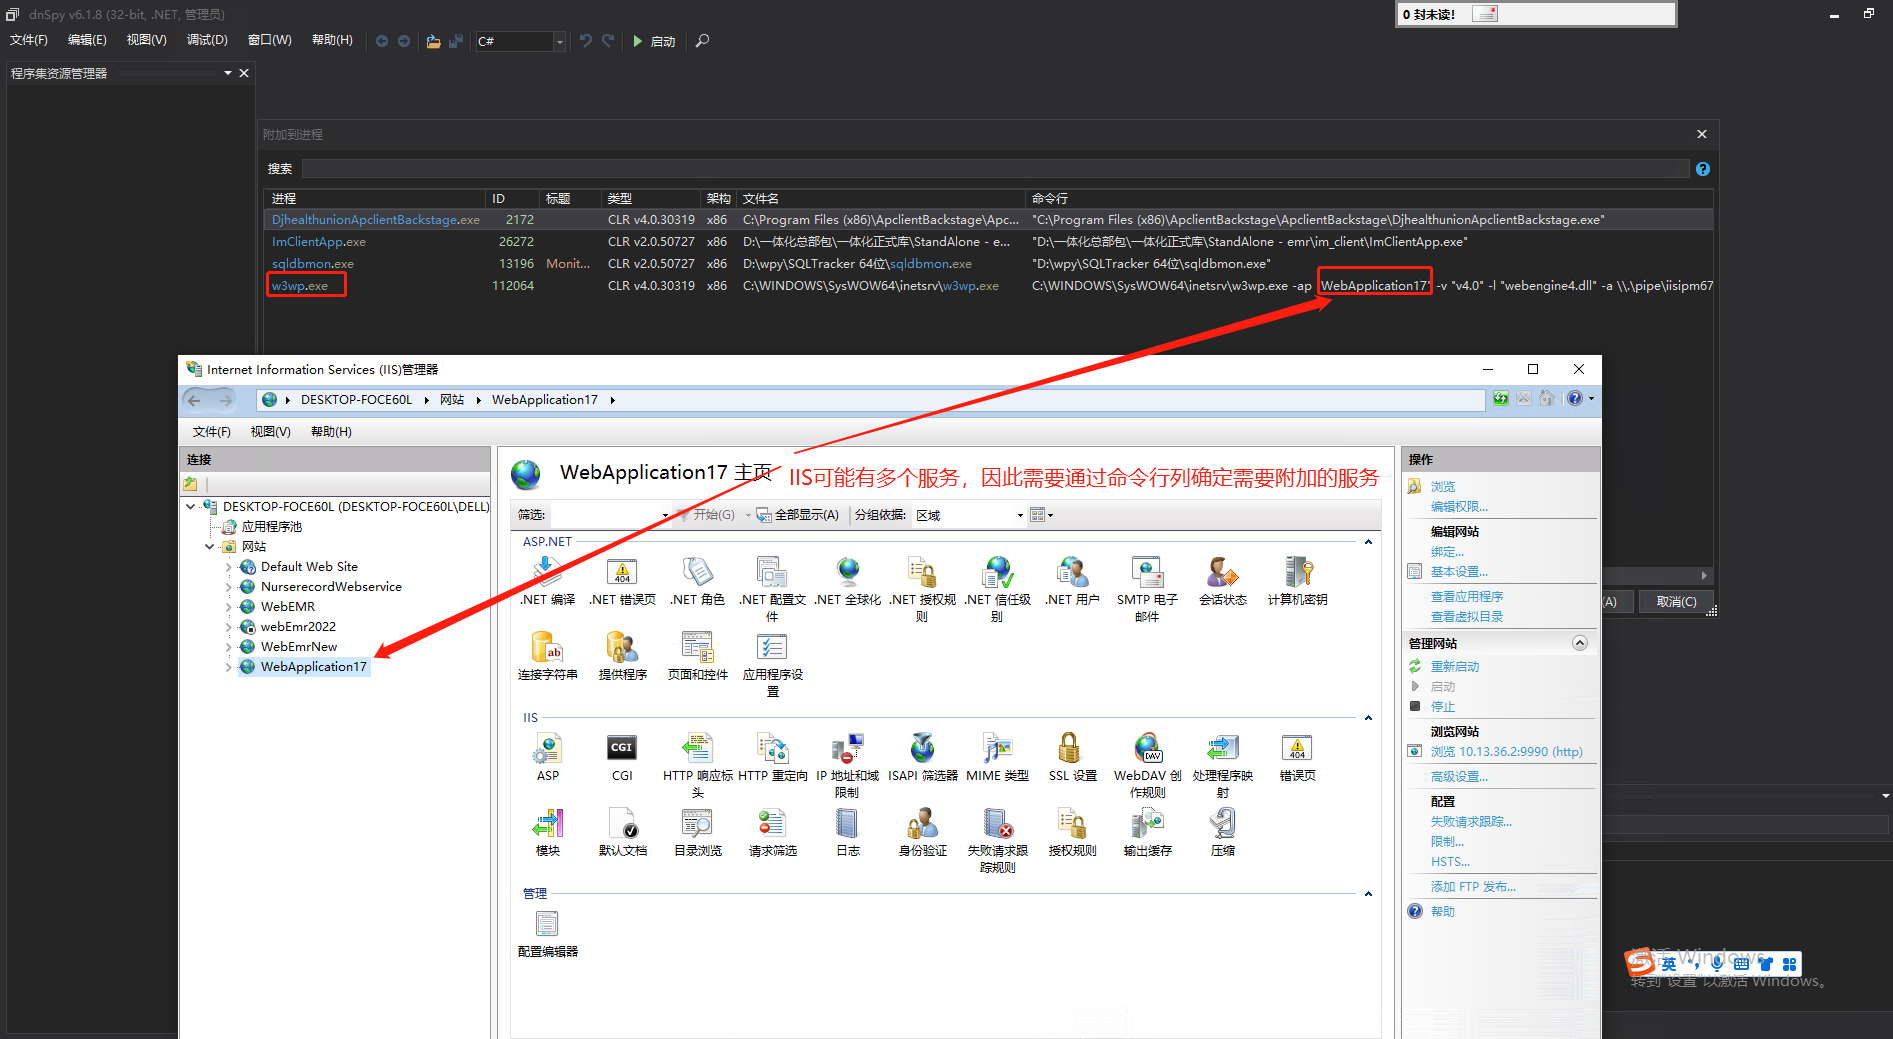 dnSpy v6.1.8 (32-bit, .NET, 管理员)
0 封未读!
文件(F) 编辑(E) 视图(V) 调试(D) 窗口(W) 帮助(H) C# 启动
程序集资源管理器
附加到进程
搜索
进程 ID 标题 类型 架构 文件名 命令行
DjhealthunionApclientBackstage.exe 2172 CLR v4.0.30319 x86 C:\Program Files (x86)\ApclientBackstage\Apc... "C:\Program Files (x86)\ApclientBackstage\ApclientBackstage\DjhealthunionApclientBackstage.exe"
ImClientApp.exe 26272 CLR v2.0.50727 x86 D:\一体化总部包\一体化正式库\StandAlone - e... "D:\一体化总部包\一体化正式库\StandAlone - emr\im_client\ImClientApp.exe"
sqldbmon.exe 13196 Monit... CLR v2.0.50727 x86 D:\wpy\SQLTracker 64位\sqldbmon.exe "D:\wpy\SQLTracker 64位\sqldbmon.exe"
w3wp.exe 112064 CLR v4.0.30319 x86 C:\WINDOWS\SysWOW64\inetsrv\w3wp.exe C:\WINDOWS\SysWOW64\inetsrv\w3wp.exe -ap WebApplication17" -v "v4.0" -l "webengine4.dll" -a \\.\pipe\iisipm67
(A) 取消(C)
Internet Information Services (IIS)管理器
DESKTOP-FOCE60L 网站 WebApplication17
文件(F) 视图(V) 帮助(H)
连接
DESKTOP-FOCE60L (DESKTOP-FOCE60L\DELL)
应用程序池
网站
Default Web Site
NurserecordWebservice
WebEMR
webEmr2022
WebEmrNew
WebApplication17
WebApplication17 主页
IIS可能有多个服务，因此需要通过命令行列确定需要附加的服务
筛选: 开始(G) 全部显示(A) 分组依据: 区域
ASP.NET
.NET 编译 .NET 错误页 .NET 角色 .NET 配置文件 .NET 全球化 .NET 授权规则 .NET 信任级别 .NET 用户 SMTP 电子邮件 会话状态 计算机密钥
连接字符串 提供程序 页面和控件 应用程序设置
IIS
ASP CGI HTTP 响应标头 HTTP 重定向 IP 地址和域限制 ISAPI 筛选器 MIME 类型 SSL 设置 WebDAV 创作规则 处理程序映射 错误页
模块 默认文档 目录浏览 请求筛选 日志 身份验证 失败请求跟踪规则 授权规则 输出缓存 压缩
管理
配置编辑器
操作
浏览
编辑权限...
编辑网站
绑定...
基本设置...
查看应用程序
查看虚拟目录
管理网站
重新启动
启动
停止
浏览网站
浏览 10.13.36.2:9990 (http)
高级设置...
配置
失败请求跟踪...
限制...
HSTS...
添加 FTP 发布...
帮助
激活 Windows
转到"设置"以激活 Windows。
英